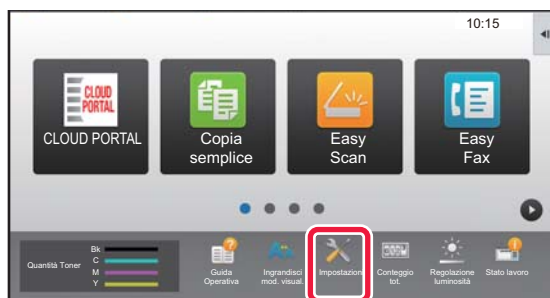 10:15
CLOUD
PORTAL
CLOUD PORTAL
Copia
semplice
Easy
Scan
Easy
Fax
Quantità Toner
Bk
C
M
Y
Guida
Operativa
Ingrandisci
mod. visual.
Impostazioni
Conteggio
tot.
Regolazione
luminosità
Stato lavoro